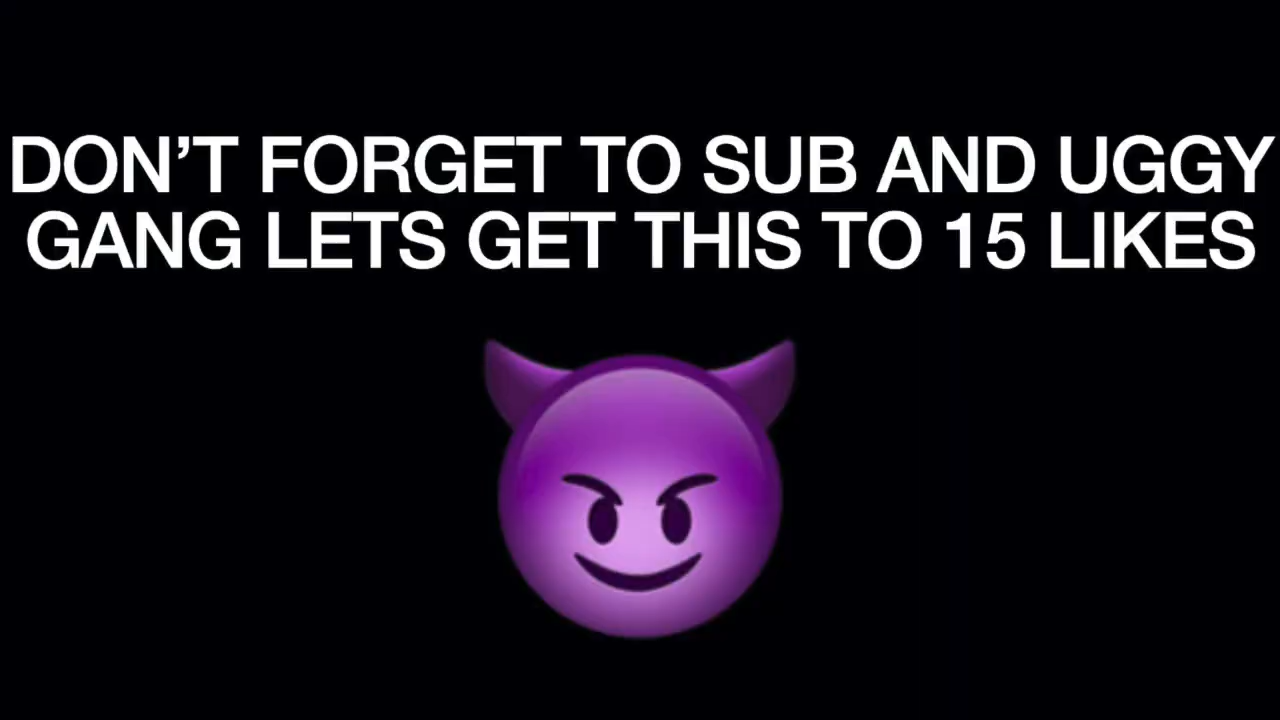 DON’T FORGET TO SUB AND UGGY
GANG LETS GET THIS TO 15 LIKES